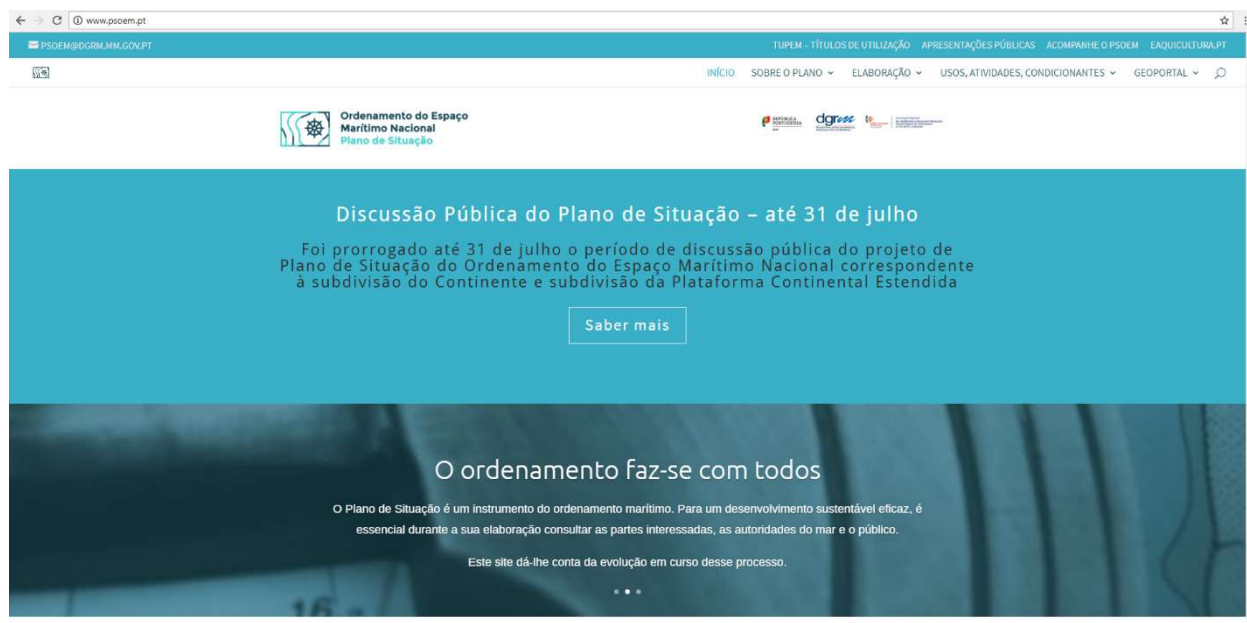 www.psoem.pt
PSOEM@DGRM.MM.GOV.PT TUPEM – TÍTULOS DE UTILIZAÇÃO APRESENTAÇÕES PÚBLICAS ACOMPANHE O PSOEM EAQUICULTURA.PT
INÍCIO SOBRE O PLANO ELABORAÇÃO USOS, ATIVIDADES, CONDICIONANTES GEOPORTAL
Ordenamento do Espaço
Marítimo Nacional
Plano de Situação
REPÚBLICA
PORTUGUESA
dgrm
Discussão Pública do Plano de Situação – até 31 de julho
Foi prorrogado até 31 de julho o período de discussão pública do projeto de
Plano de Situação do Ordenamento do Espaço Marítimo Nacional correspondente
à subdivisão do Continente e subdivisão da Plataforma Continental Estendida
Saber mais
O ordenamento faz-se com todos
O Plano de Situação é um instrumento do ordenamento marítimo. Para um desenvolvimento sustentável eficaz, é
essencial durante a sua elaboração consultar as partes interessadas, as autoridades do mar e o público.
Este site dá-lhe conta da evolução em curso desse processo.
16